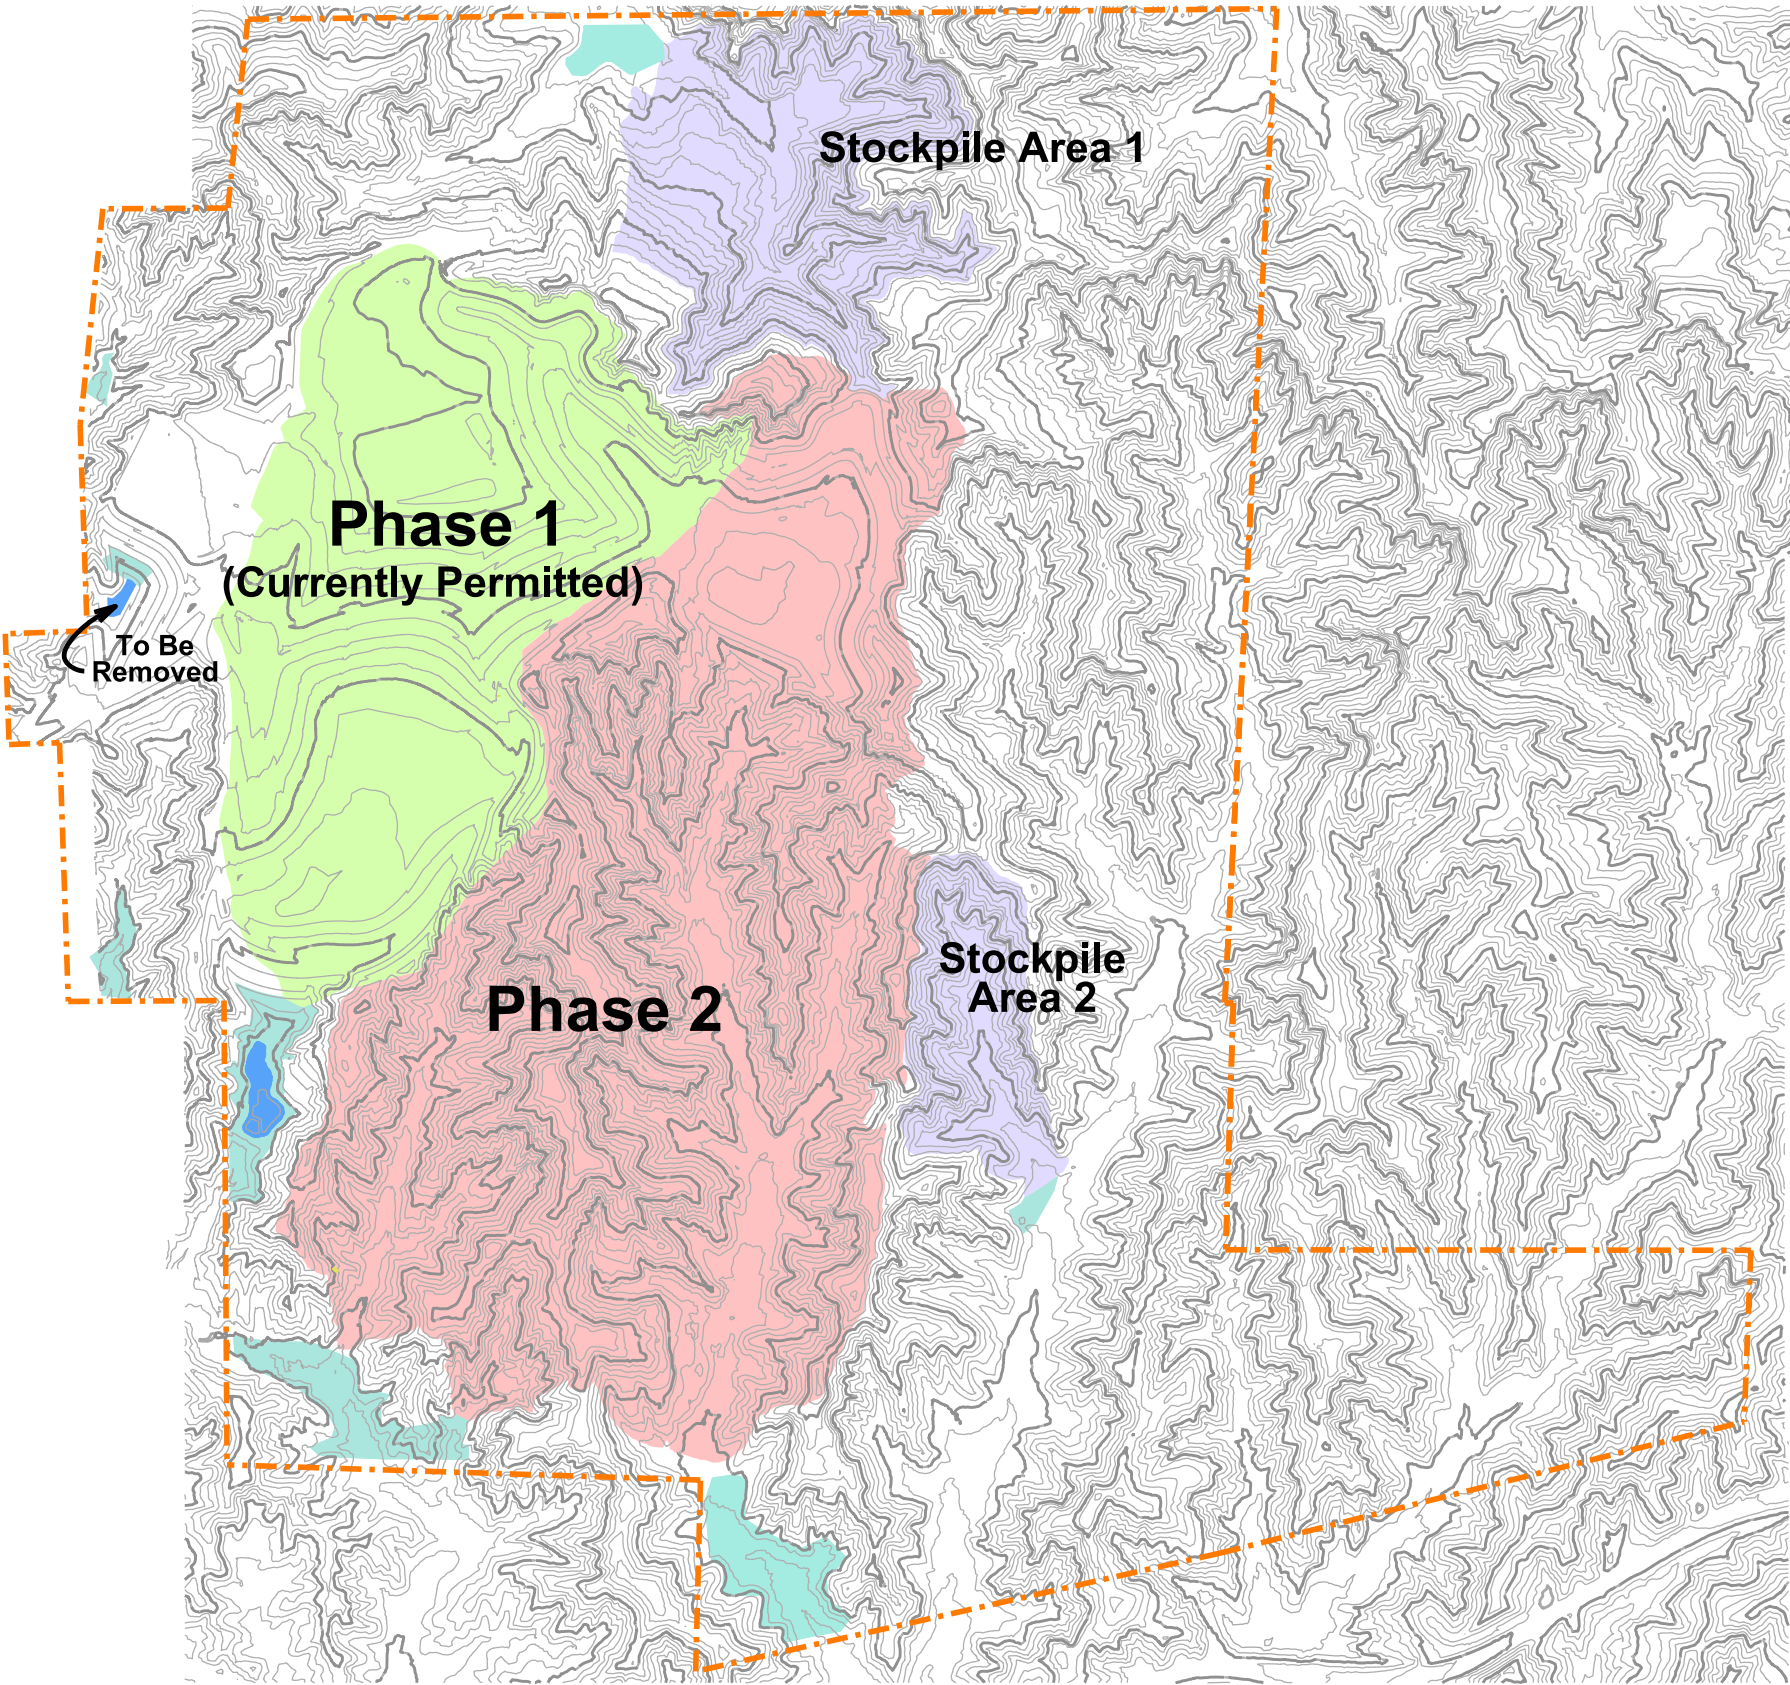 Stockpile Area 1
Phase 1
(Currently Permitted)
To Be
Removed
Stockpile
Area 2
Phase 2